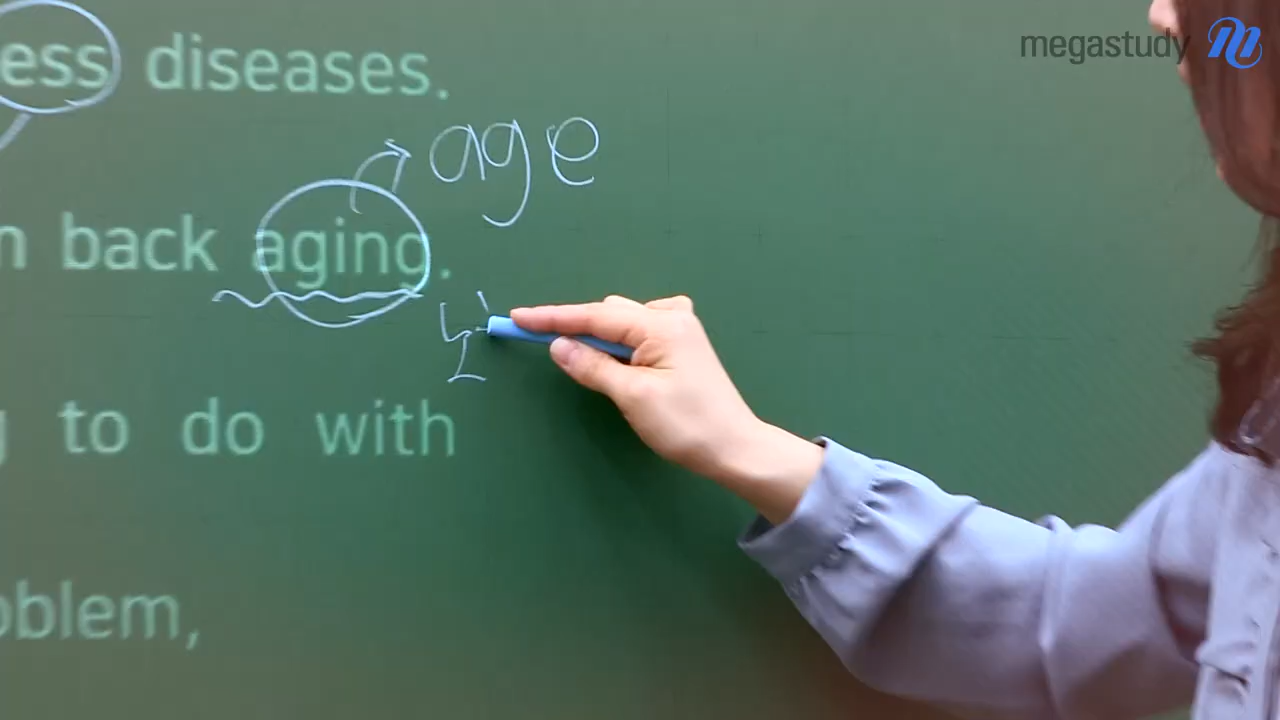 megastudy
ess diseases.
age
n back aging.
to do with
oblem,